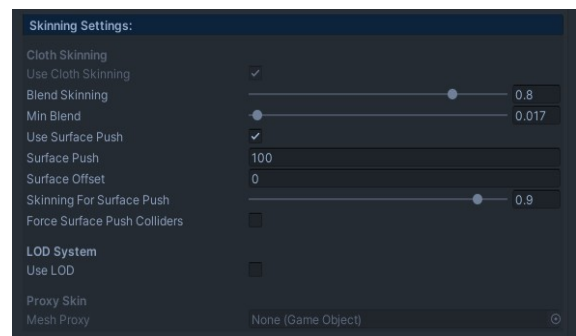 Skinning Settings:
Cloth Skinning
Use Cloth Skinning
Blend Skinning 0.8
Min Blend 0.017
Use Surface Push
Surface Push 100
Surface Offset 0
Skinning For Surface Push 0.9
Force Surface Push Colliders
LOD System
Use LOD
Proxy Skin
Mesh Proxy None (Game Object)